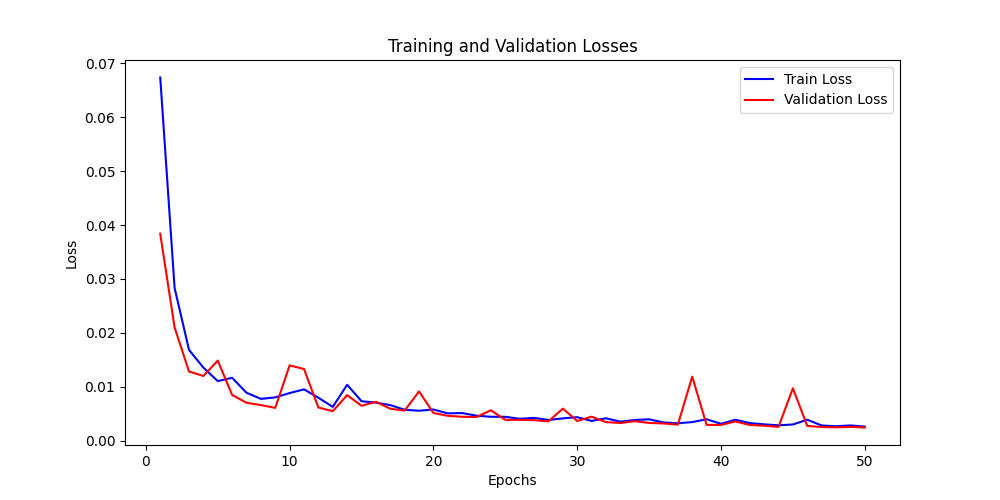 Training and Validation Losses
Train Loss
Validation Loss
0.07
0.06
0.05
0.04
0.03
0.02
0.01
0.00
Loss
0 10 20 30 40 50
Epochs